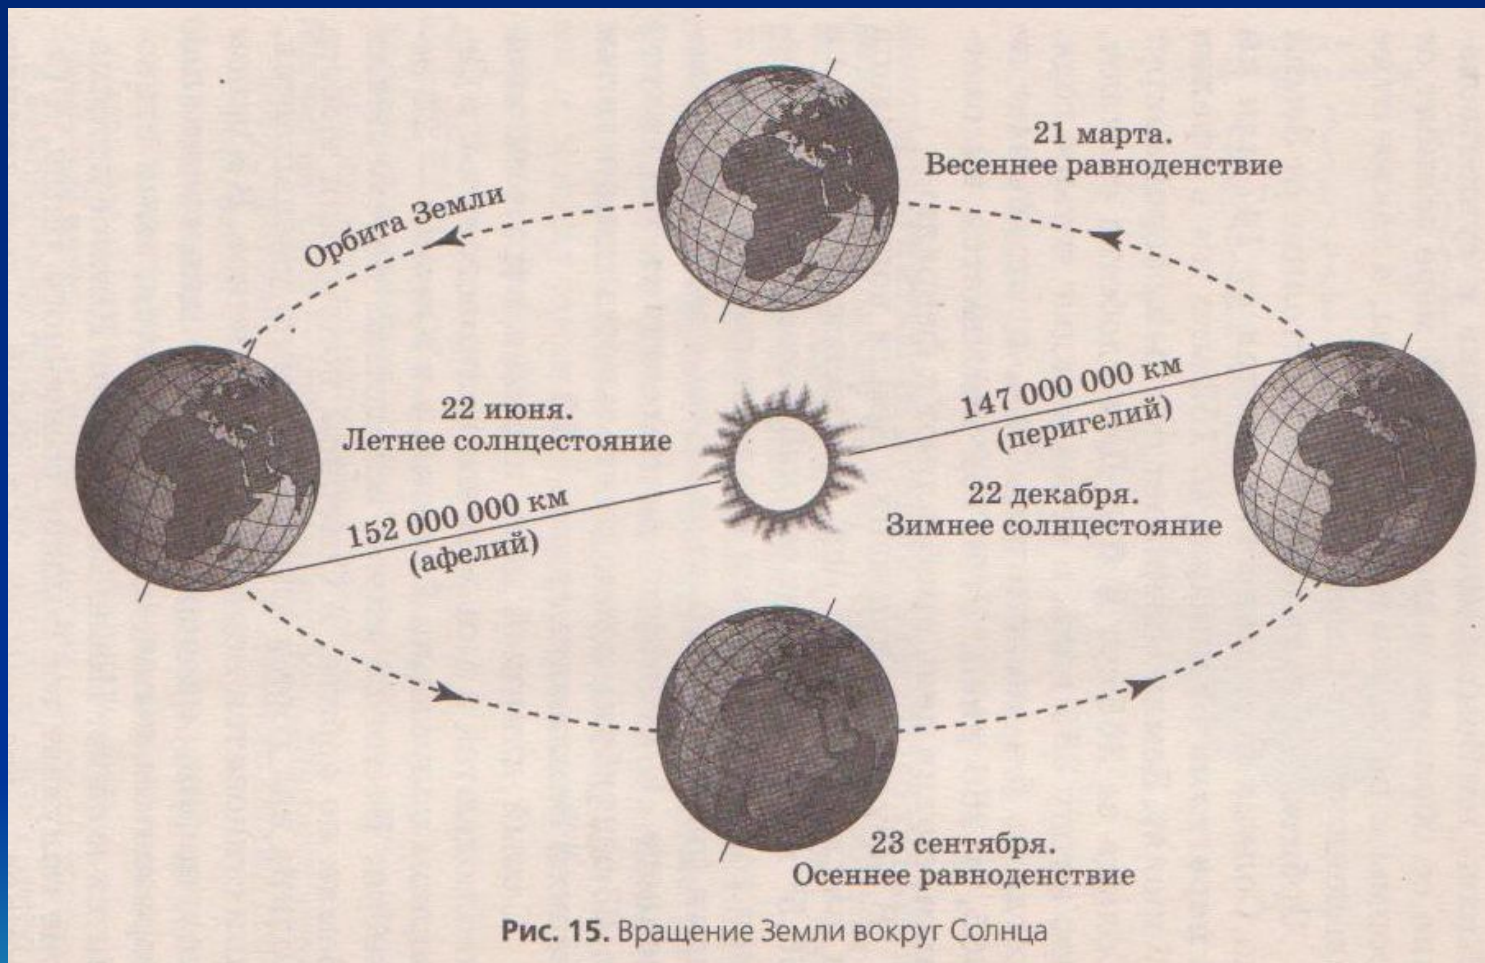 21 марта.
Весеннее равноденствие
Орбита Земли
22 июня.
Летнее солнцестояние
147 000 000 км
(перигелий)
152 000 000 км
(афелий)
22 декабря.
Зимнее солнцестояние
23 сентября.
Осеннее равноденствие
Рис. 15. Вращение Земли вокруг Солнца